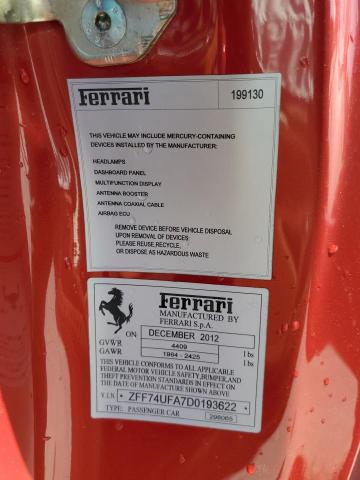 Ferrari 199130
THIS VEHICLE MAY INCLUDE MERCURY-CONTAINING
DEVICES INSTALLED BY THE MANUFACTURER:
HEADLAMPS
DASHBOARD PANEL
MULTIFUNCTION DISPLAY
ANTENNA BOOSTER
ANTENNA COAXIAL CABLE
AIRBAG ECU
REMOVE DEVICE BEFORE VEHICLE DISPOSAL
UPON REMOVAL OF DEVICES:
PLEASE REUSE,RECYCLE,
OR DISPOSE AS HAZARDOUS WASTE
Ferrari
MANUFACTURED BY
FERRARI S.p.A.
ON: DECEMBER 2012
GVWR 4409 lbs
GAWR 1984 - 2425 lbs
THIS VEHICLE CONFORMS TO ALL APPLICABLE
FEDERAL MOTOR VEHICLE SAFETY,BUMPER,AND
THEFT PREVENTION STANDARDS IN EFFECT ON
THE DATE OF MANUFACTURE SHOWN ABOVE
V.I.N. * ZFF74UFA7D0193622 *
TYPE: PASSENGER CAR 298065